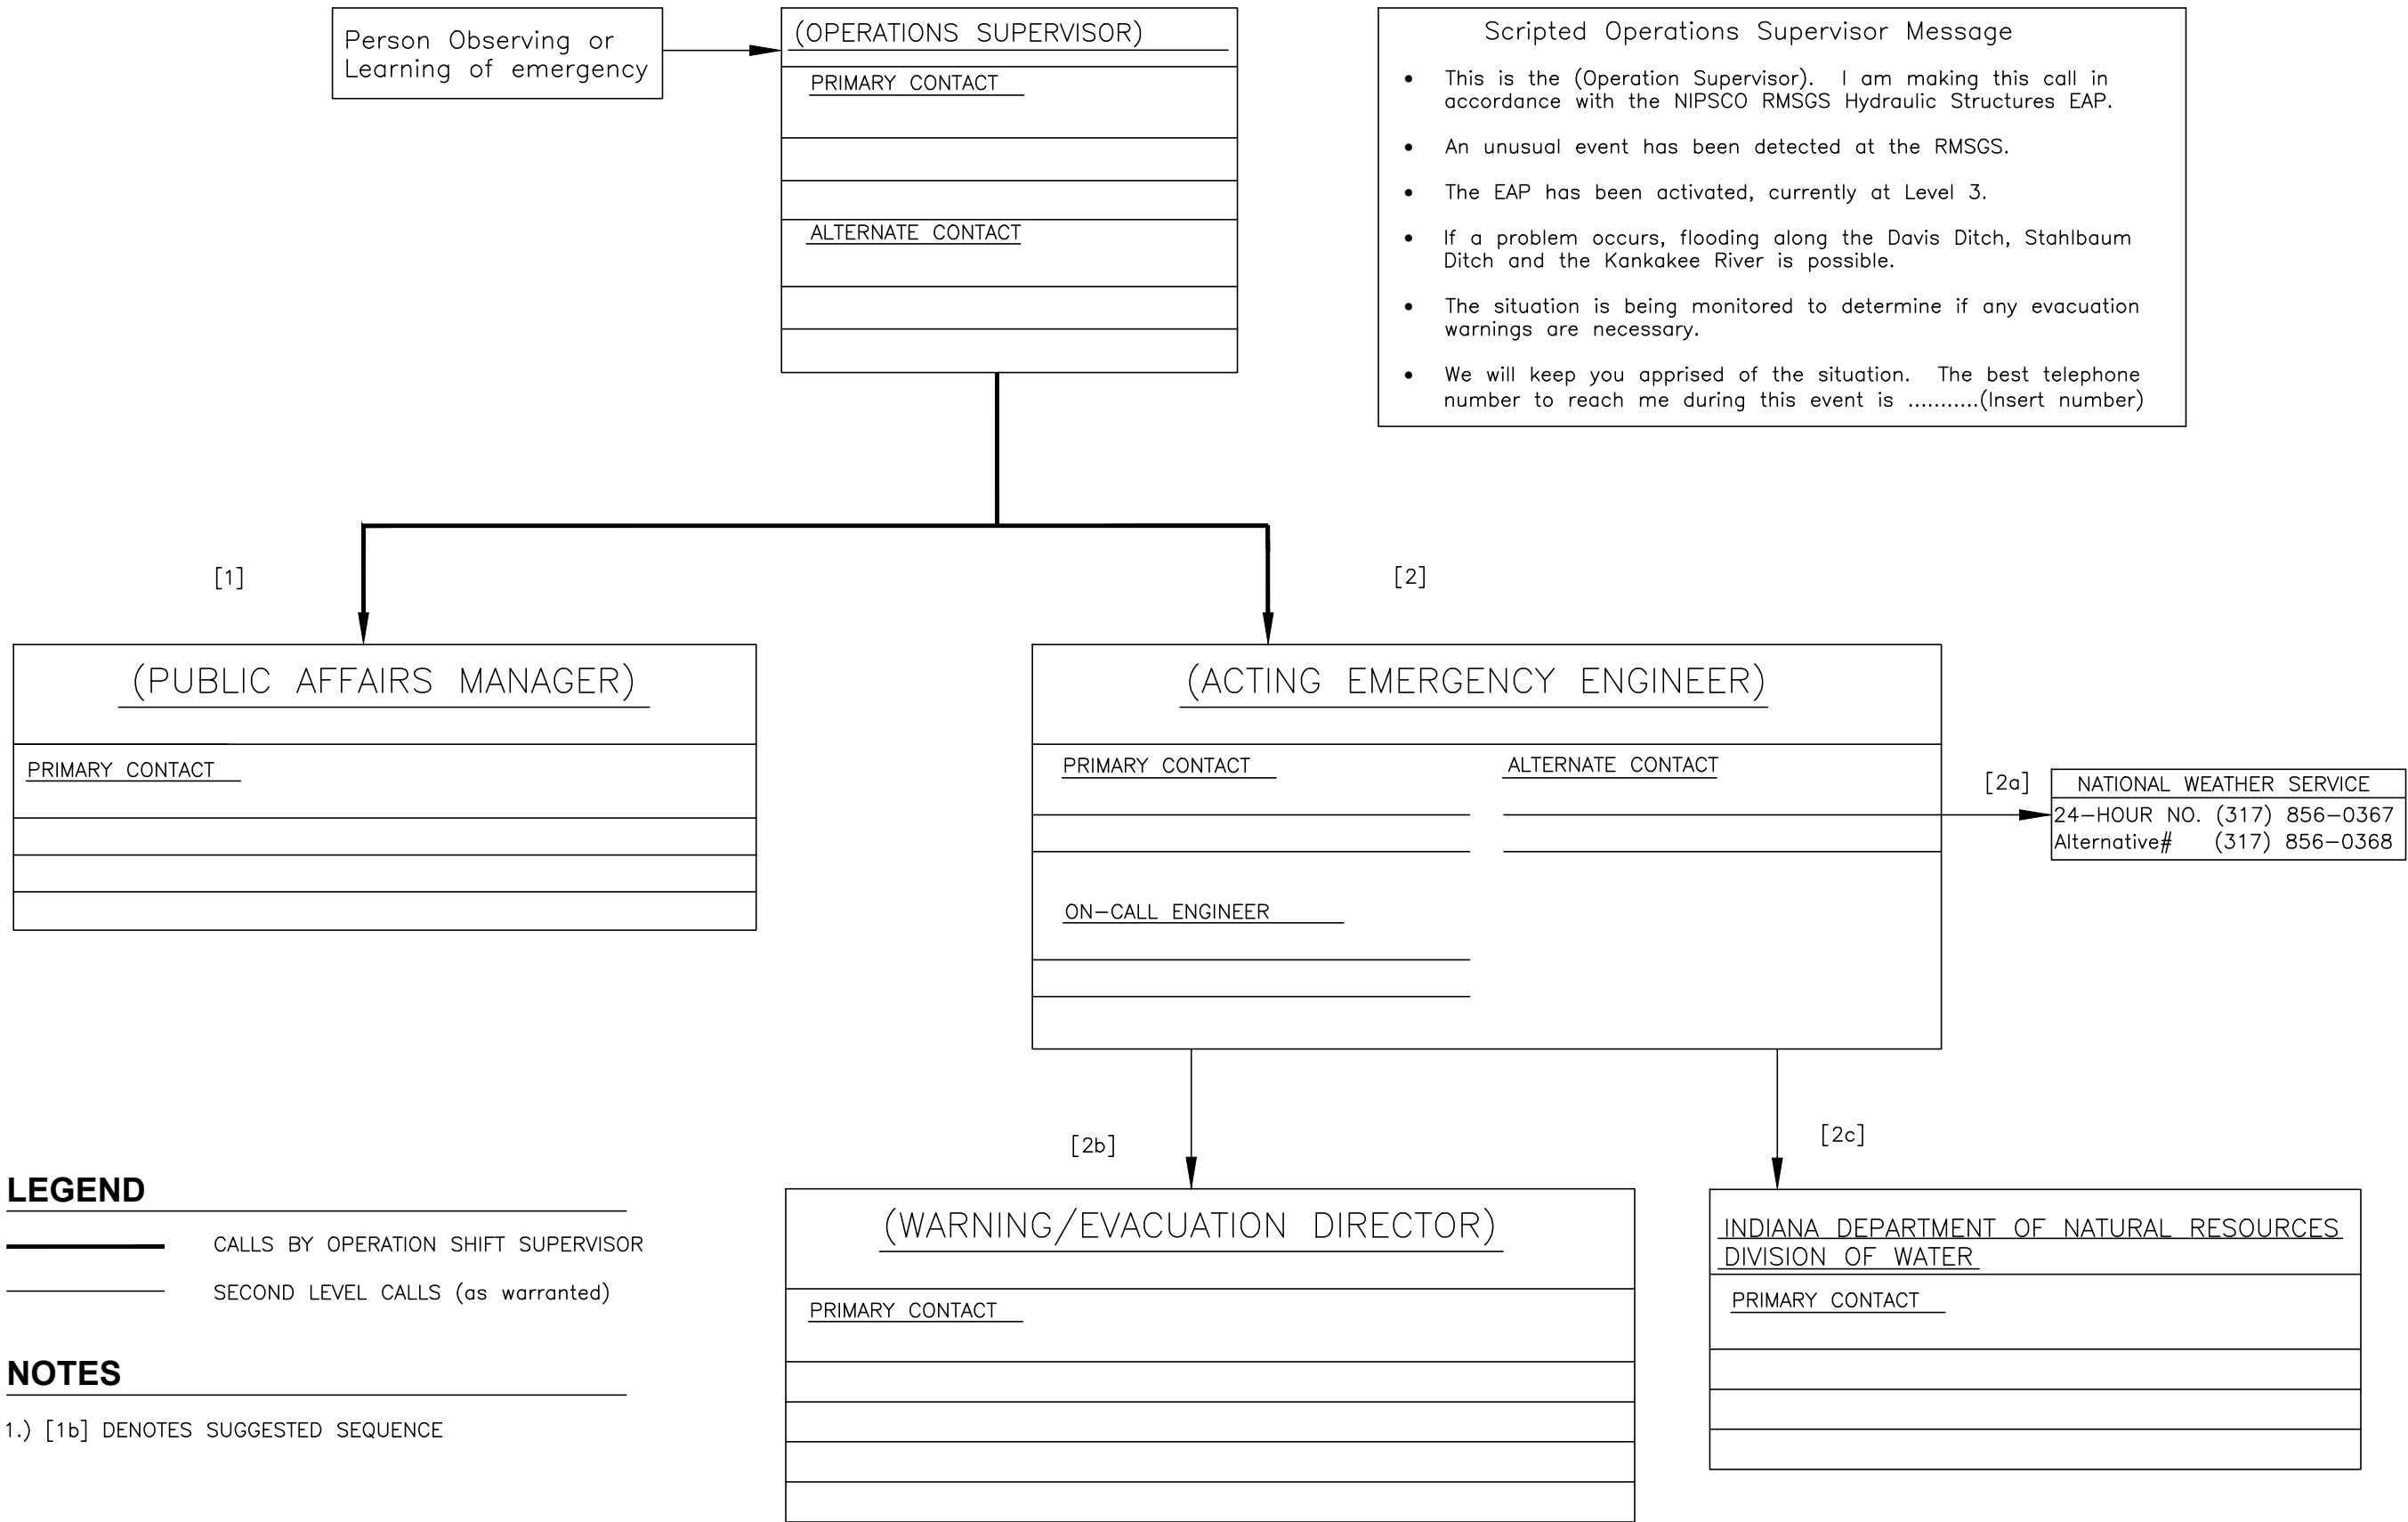 Person Observing or
Learning of emergency
(OPERATIONS SUPERVISOR)
PRIMARY CONTACT
ALTERNATE CONTACT
Scripted Operations Supervisor Message
• This is the (Operation Supervisor). I am making this call in
accordance with the NIPSCO RMSGS Hydraulic Structures EAP.
• An unusual event has been detected at the RMSGS.
• The EAP has been activated, currently at Level 3.
• If a problem occurs, flooding along the Davis Ditch, Stahlbaum
Ditch and the Kankakee River is possible.
• The situation is being monitored to determine if any evacuation
warnings are necessary.
• We will keep you apprised of the situation. The best telephone
number to reach me during this event is ...........(Insert number)
[1]
[2]
(PUBLIC AFFAIRS MANAGER)
PRIMARY CONTACT
(ACTING EMERGENCY ENGINEER)
PRIMARY CONTACT
ALTERNATE CONTACT
ON-CALL ENGINEER
[2a]
NATIONAL WEATHER SERVICE
24-HOUR NO. (317) 856-0367
Alternative# (317) 856-0368
[2b]
[2c]
(WARNING/EVACUATION DIRECTOR)
PRIMARY CONTACT
INDIANA DEPARTMENT OF NATURAL RESOURCES
DIVISION OF WATER
PRIMARY CONTACT
LEGEND
CALLS BY OPERATION SHIFT SUPERVISOR
SECOND LEVEL CALLS (as warranted)
NOTES
1.) [1b] DENOTES SUGGESTED SEQUENCE